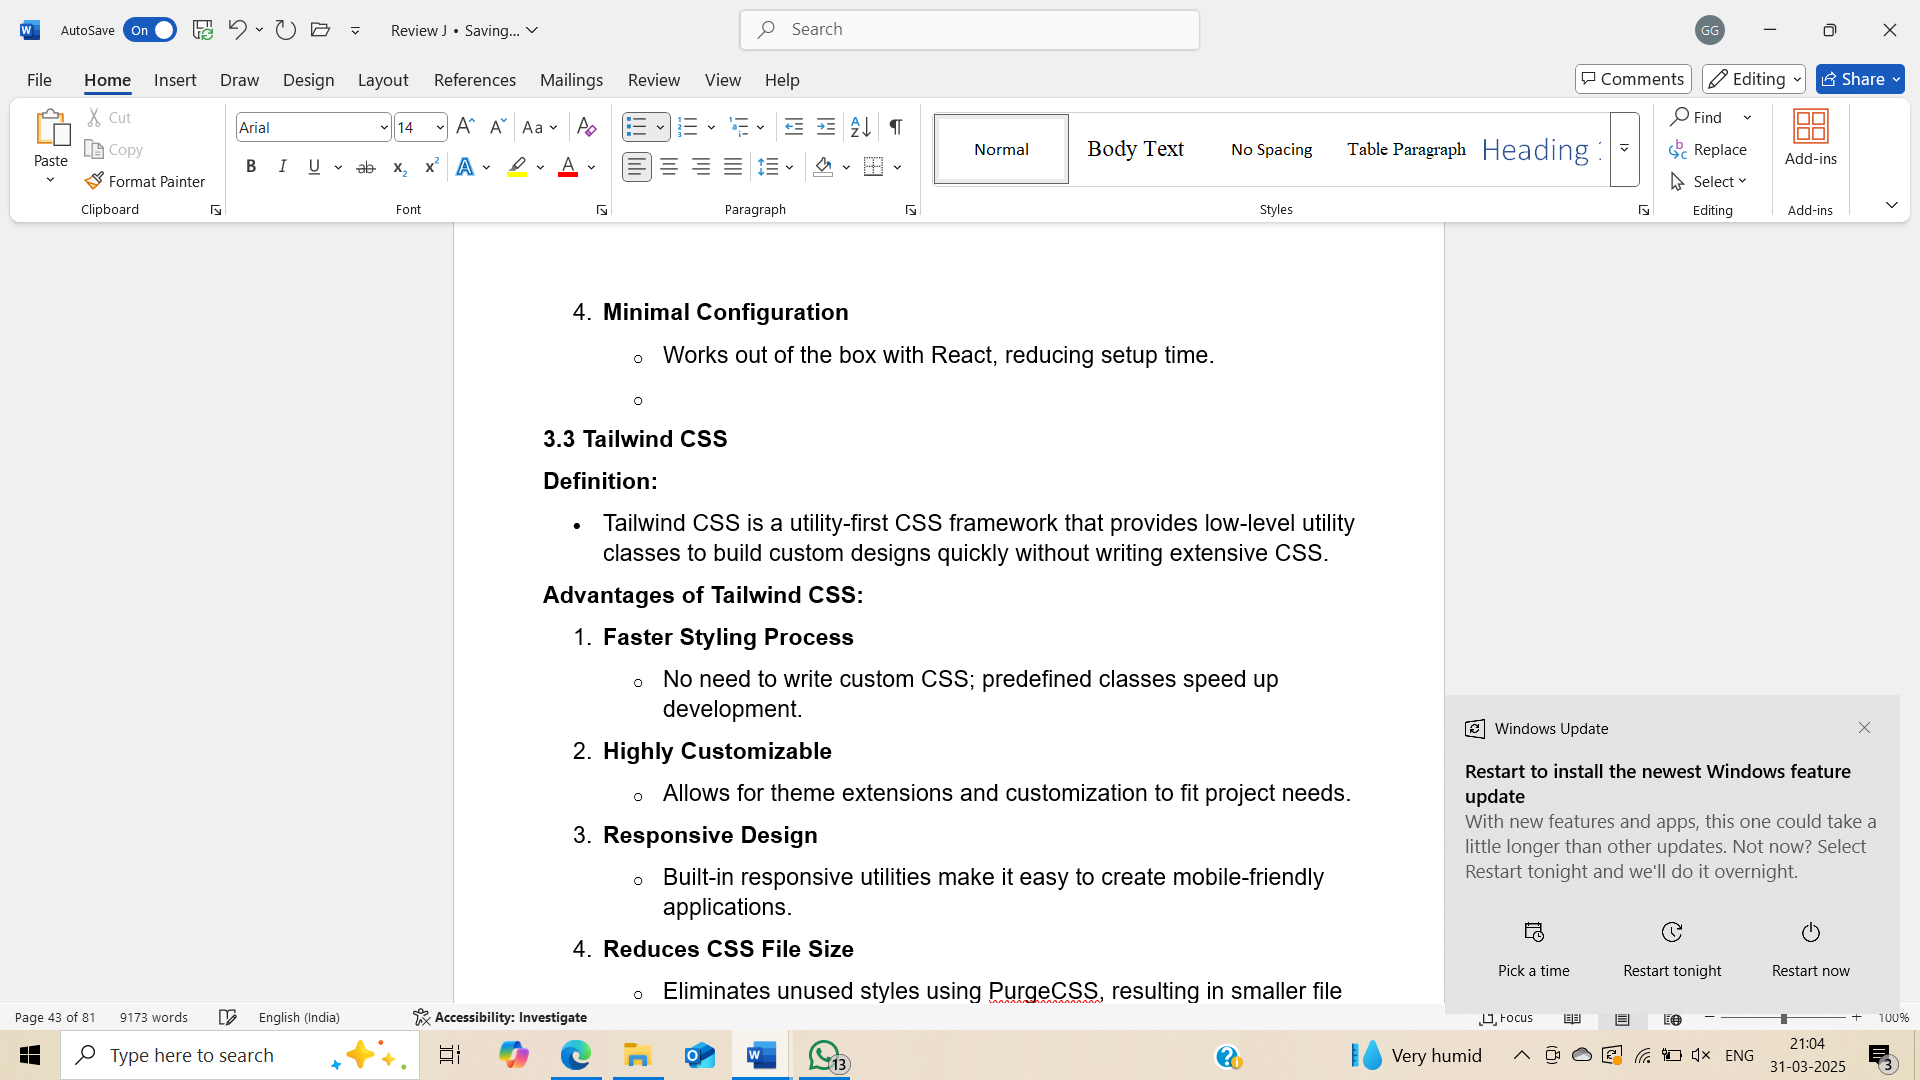 AutoSave On Review J • Saving... Search GG
File Home Insert Draw Design Layout References Mailings Review View Help Comments Editing Share
Paste Cut Copy Format Painter Clipboard
Arial 14 Aa Font
B I U ab x₂ x² A A
Paragraph
Normal Body Text No Spacing Table Paragraph Heading Styles
Find Replace Select Editing
Add-ins Add-ins
4. Minimal Configuration
○ Works out of the box with React, reducing setup time.
○
3.3 Tailwind CSS
Definition:
• Tailwind CSS is a utility-first CSS framework that provides low-level utility
classes to build custom designs quickly without writing extensive CSS.
Advantages of Tailwind CSS:
1. Faster Styling Process
○ No need to write custom CSS; predefined classes speed up
development.
2. Highly Customizable
○ Allows for theme extensions and customization to fit project needs.
3. Responsive Design
○ Built-in responsive utilities make it easy to create mobile-friendly
applications.
4. Reduces CSS File Size
○ Eliminates unused styles using PurgeCSS, resulting in smaller file
Windows Update
Restart to install the newest Windows feature
update
With new features and apps, this one could take a
little longer than other updates. Not now? Select
Restart tonight and we'll do it overnight.
Pick a time Restart tonight Restart now
Page 43 of 81 9173 words English (India) Accessibility: Investigate Focus 100%
Type here to search 13 Very humid ENG 21:04
31-03-2025 3